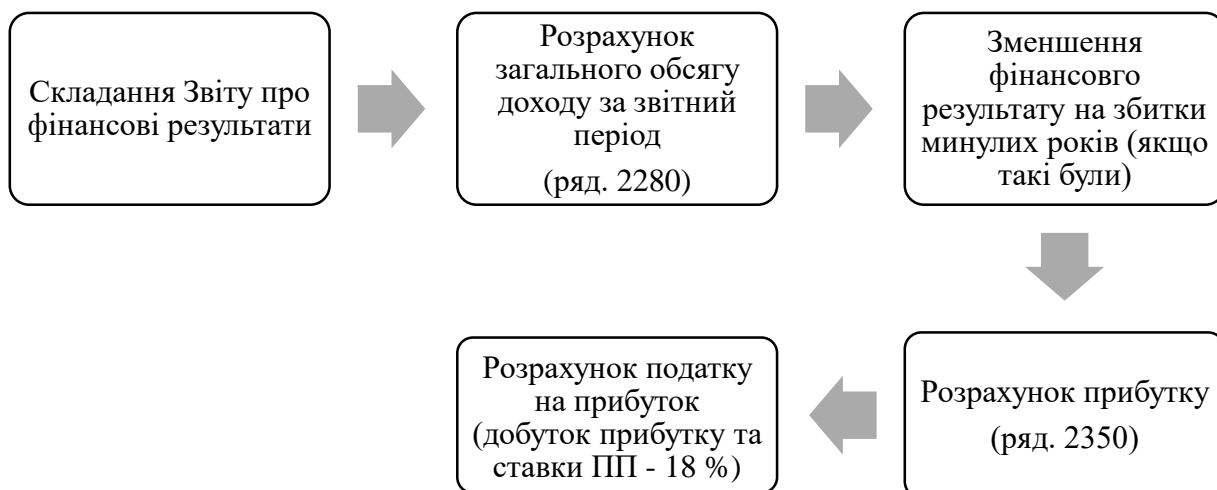 Складання Звіту про
фінансові результати
Розрахунок
загального обсягу
доходу за звітний
період
(ряд. 2280)
Зменшення
фінансовго
результату на збитки
минулих років (якщо
такі були)
Розрахунок прибутку
(ряд. 2350)
Розрахунок податку
на прибуток
(добуток прибутку та
ставки ПП - 18 %)